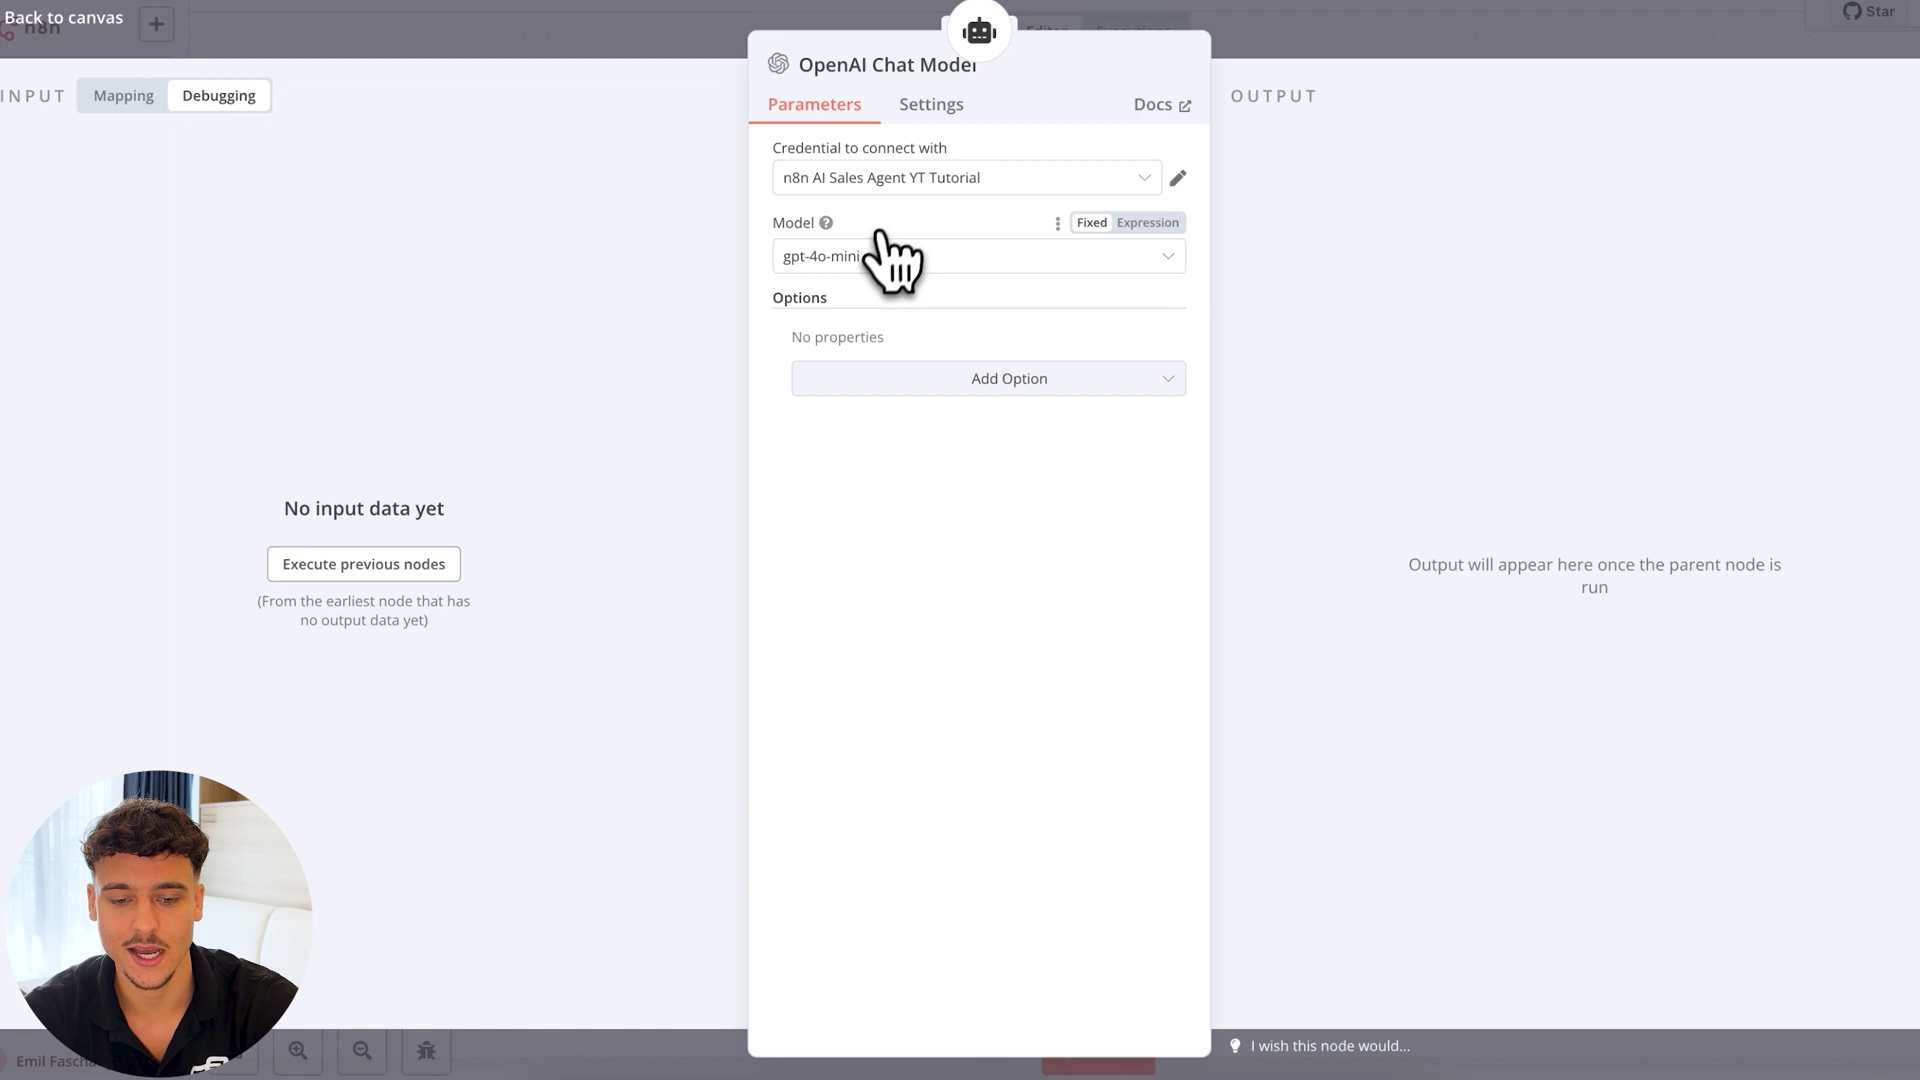 Back to canvas
n8n
Editor
Executions
Star
INPUT
Mapping
Debugging
OpenAI Chat Model
Parameters
Settings
Docs
OUTPUT
Credential to connect with
n8n AI Sales Agent YT Tutorial
Model
Fixed
Expression
gpt-4o-mini
Options
No properties
Add Option
No input data yet
Execute previous nodes
(From the earliest node that has
no output data yet)
Output will appear here once the parent node is
run
Emil
I wish this node would...